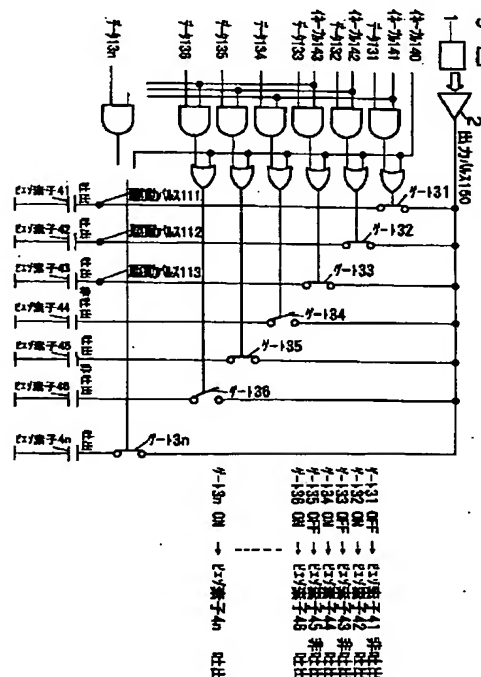 1
2
出力パルス160
イネーブル140
イネーブル141
データ131
イネーブル142
データ132
イネーブル143
データ133
データ134
データ135
データ136
データ13n
ピエゾ素子41 吐出 駆動パルス111 ゲート31
ピエゾ素子42 吐出 駆動パルス112 ゲート32
ピエゾ素子43 吐出 駆動パルス113 ゲート33
ピエゾ素子44 非吐出 ゲート34
ピエゾ素子45 吐出 ゲート35
ピエゾ素子46 非吐出 ゲート36
ピエゾ素子4n 吐出 ゲート3n
ゲート31 OFF → ピエゾ素子41 非吐出
ゲート32 ON → ピエゾ素子42 吐出
ゲート33 OFF → ピエゾ素子43 非吐出
ゲート34 ON → ピエゾ素子44 吐出
ゲート35 OFF → ピエゾ素子45 非吐出
ゲート36 ON → ピエゾ素子46 吐出
ゲート3n ON → ピエゾ素子4n 吐出